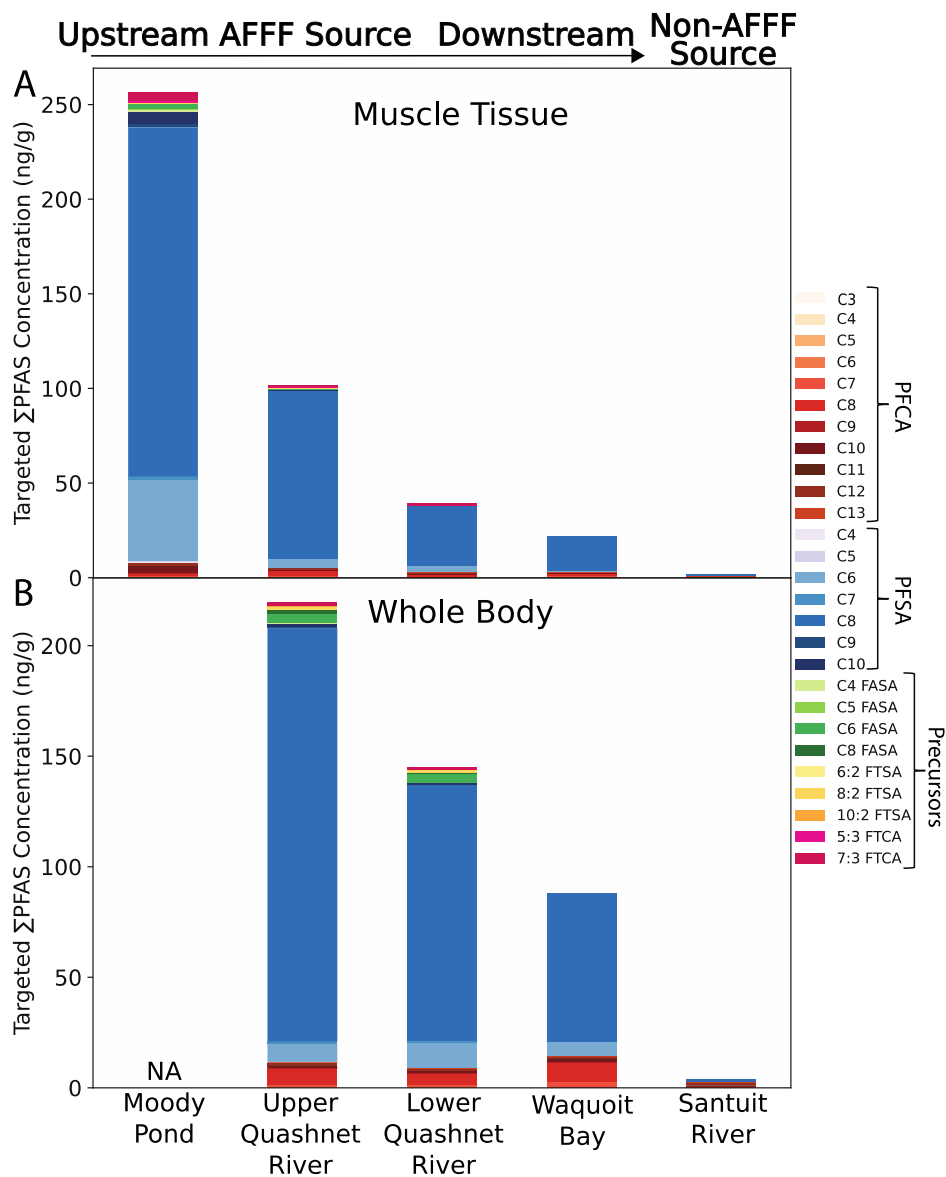 Upstream AFFF Source Downstream Non-AFFF
Source
A
Muscle Tissue
Targeted ΣPFAS Concentration (ng/g)
250
200
150
100
50
0
B
Whole Body
Targeted ΣPFAS Concentration (ng/g)
200
150
100
50
0
NA
Moody
Pond
Upper
Quashnet
River
Lower
Quashnet
River
Waquoit
Bay
Santuit
River
C3
C4
C5
C6
C7
C8
C9
C10
C11
C12
C13
PFCA
C4
C5
C6
C7
C8
C9
C10
PFSA
C4 FASA
C5 FASA
C6 FASA
C8 FASA
6:2 FTSA
8:2 FTSA
10:2 FTSA
5:3 FTCA
7:3 FTCA
Precursors